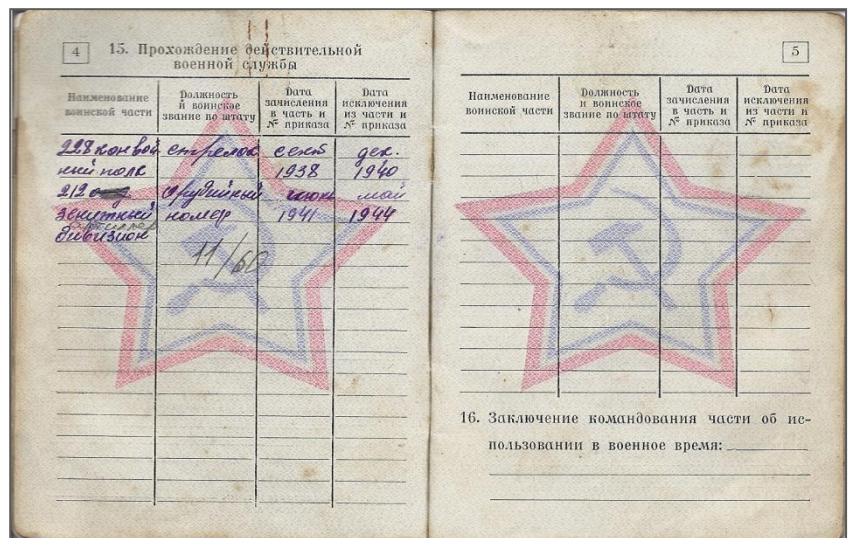 4
15. Прохождение действительной
военной службы
Наименование
воинской части
Должность
и воинское
звание по штату
Дата
зачисления
в часть и
№ приказа
Дата
исключения
из части и
№ приказа
228 конвой стрелок сент дек.
ный полк 1938 1940
212 орудийный июнь май
зенитный номер 1941 1944
дивизион
11/60
5
Наименование
воинской части
Должность
и воинское
звание по штату
Дата
зачисления
в часть и
№ приказа
Дата
исключения
из части и
№ приказа
16. Заключение командования части об ис-
пользовании в военное время: